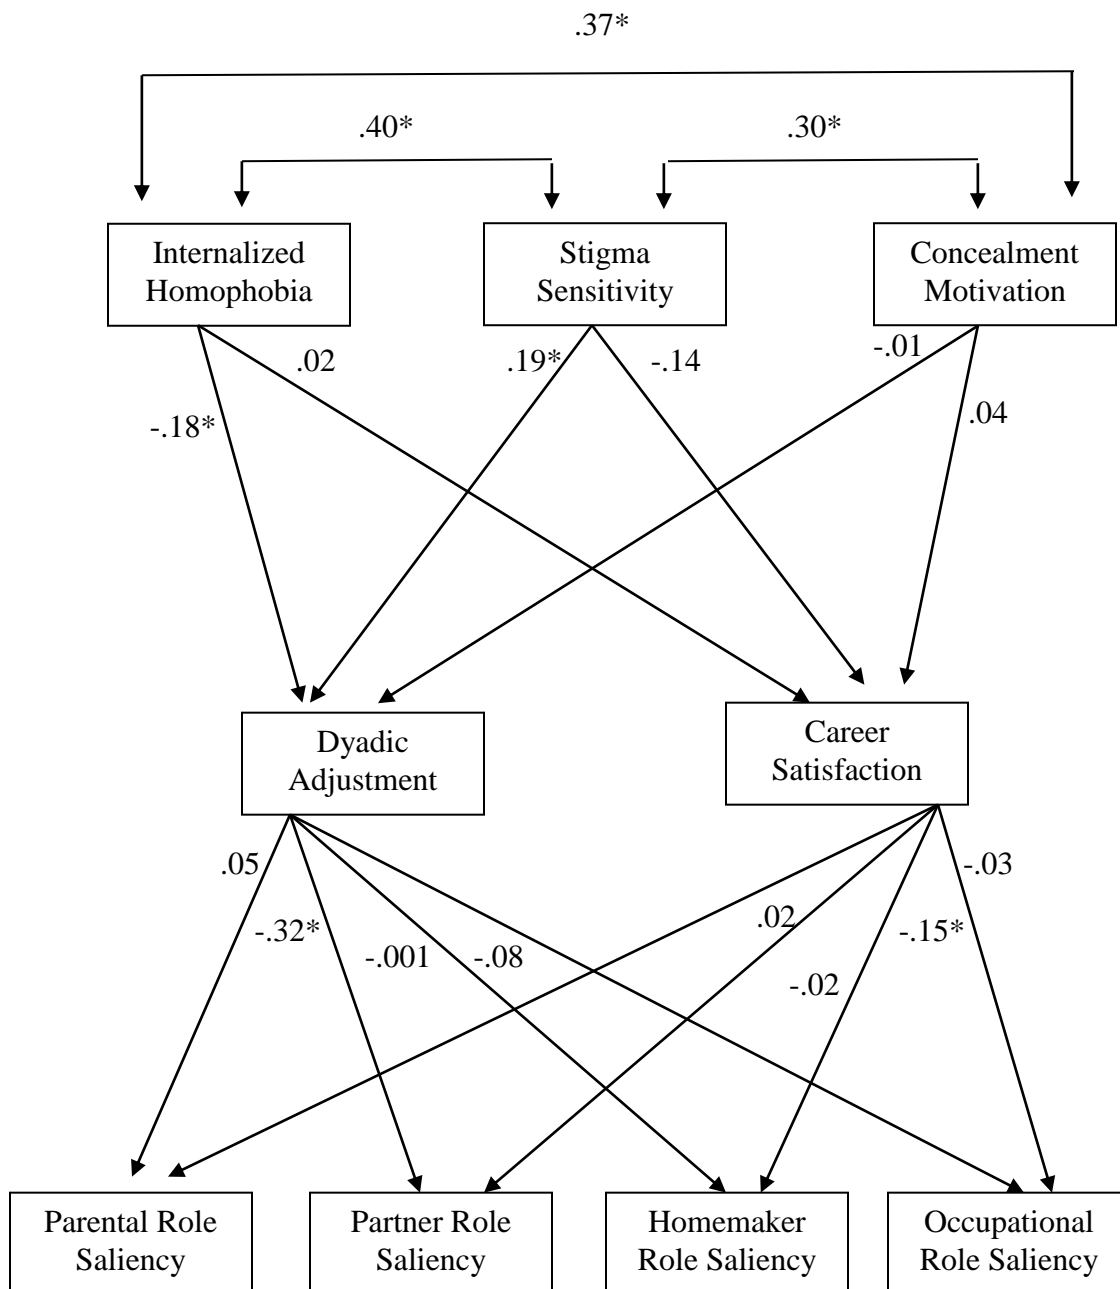 .37*
.40*
.30*
Internalized
Homophobia
Stigma
Sensitivity
Concealment
Motivation
.02
.19*
-.14
-.01
-.18*
.04
Dyadic
Adjustment
Career
Satisfaction
.05
-.03
-.32*
.02
-.15*
-.001
-.08
-.02
Parental Role
Saliency
Partner Role
Saliency
Homemaker
Role Saliency
Occupational
Role Saliency